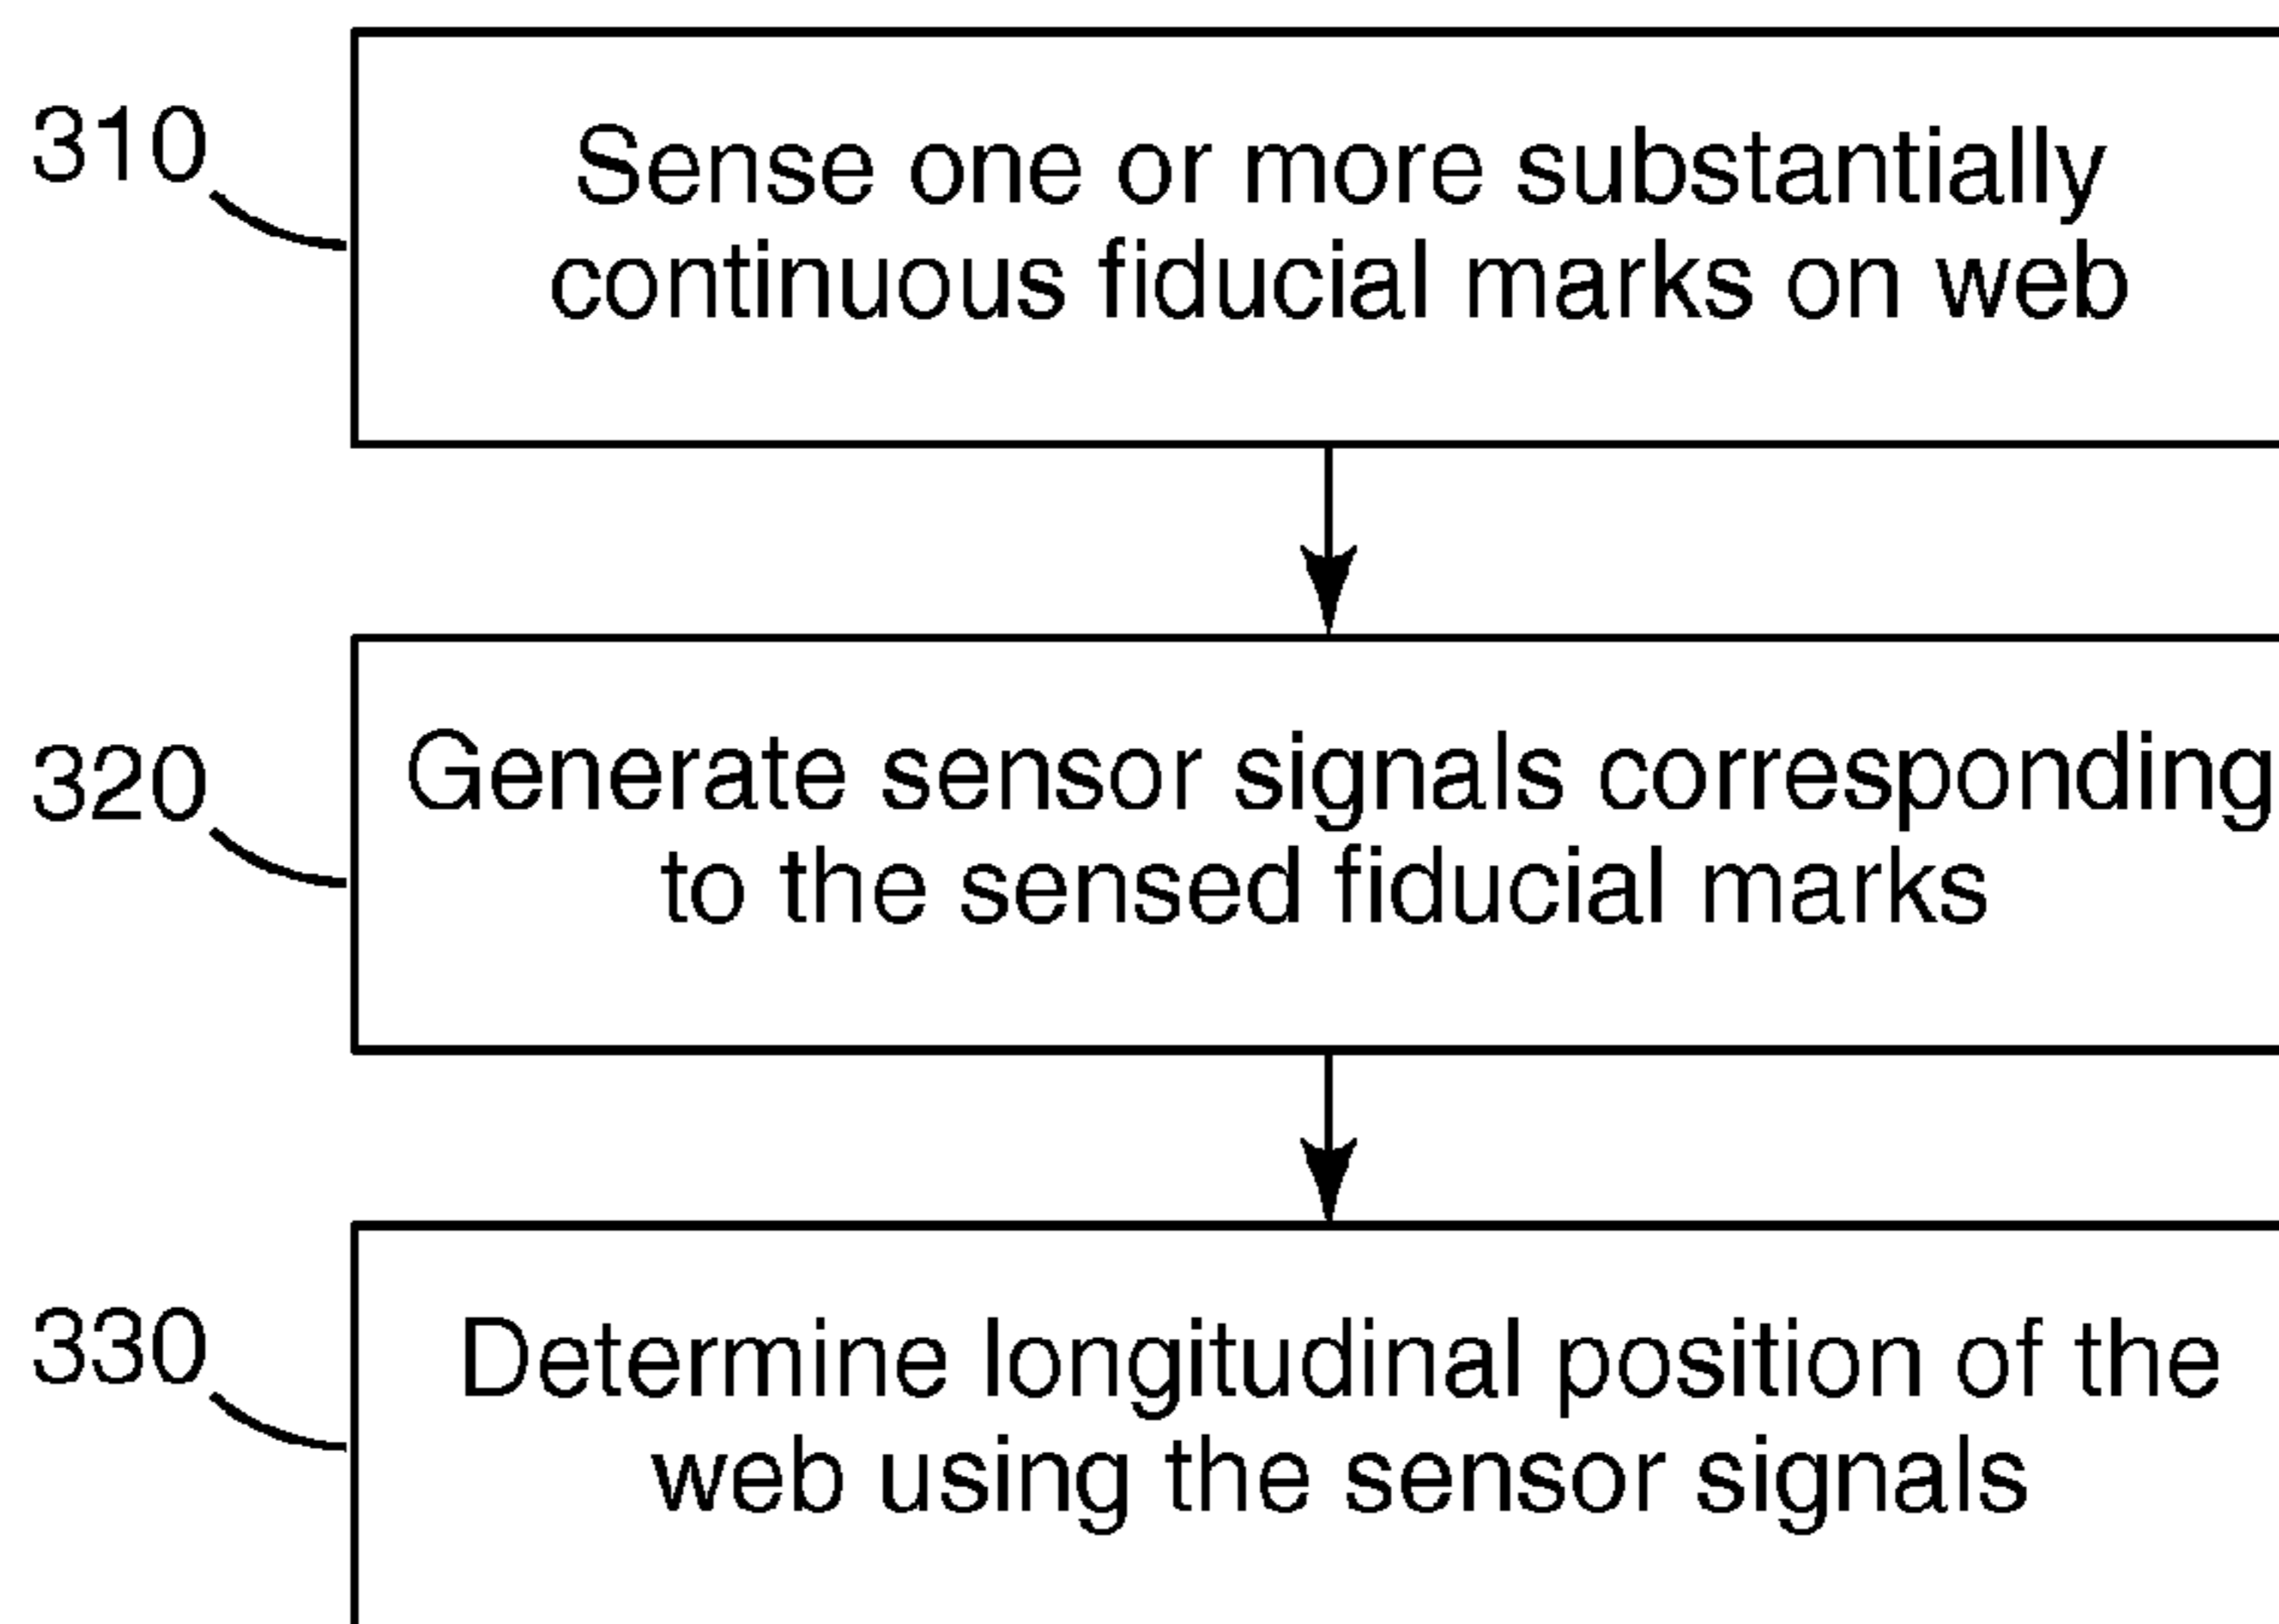 310
Sense one or more substantially
continuous fiducial marks on web
320
Generate sensor signals corresponding
to the sensed fiducial marks
330
Determine longitudinal position of the
web using the sensor signals